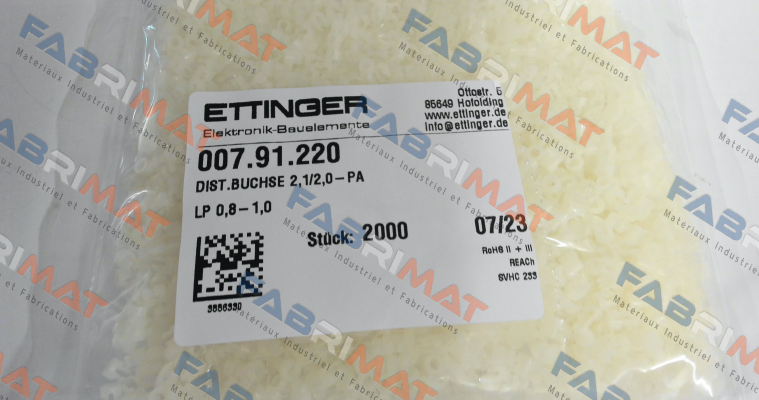 ETTINGER
Elektronik-Bauelemente
Ottostr. 6
85649 Hofolding
www.ettinger.de
info@ettinger.de
007.91.220
DIST.BUCHSE 2,1/2,0-PA
LP 0,8-1,0
Stück: 2000
07/23
RoHS II + III
REACh
SVHC 233
FABRIMAT
Matériaux Industriel et Fabrications